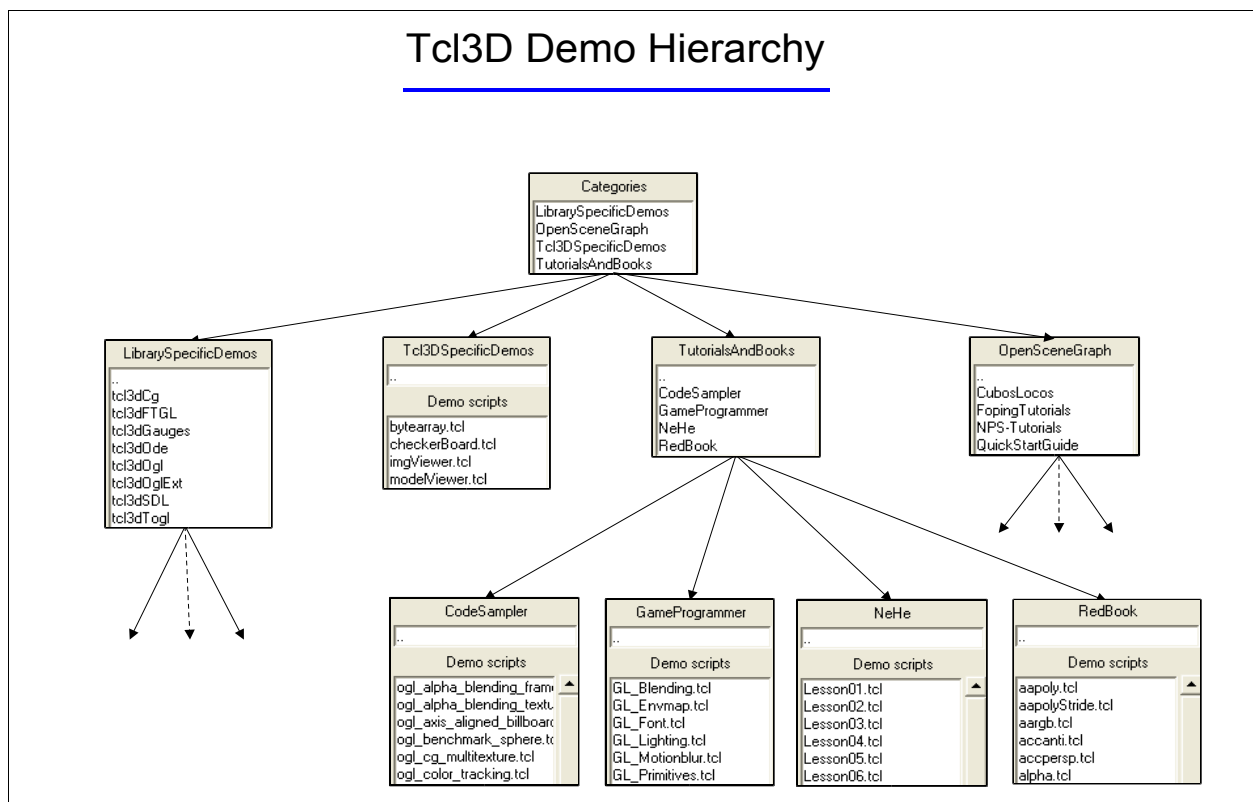 Tcl3D Demo Hierarchy
Categories
LibrarySpecificDemos
OpenSceneGraph
Tcl3DSpecificDemos
TutorialsAndBooks
LibrarySpecificDemos
..
tcl3dCg
tcl3dFTGL
tcl3dGauges
tcl3dOde
tcl3dOgl
tcl3dOglExt
tcl3dSDL
tcl3dTogl
Tcl3DSpecificDemos
..
Demo scripts
bytearray.tcl
checkerBoard.tcl
imgViewer.tcl
modelViewer.tcl
TutorialsAndBooks
..
CodeSampler
GameProgrammer
NeHe
RedBook
OpenSceneGraph
..
CubosLocos
FopingTutorials
NPS-Tutorials
QuickStartGuide
CodeSampler
..
Demo scripts
ogl_alpha_blending_frame
ogl_alpha_blending_textu
ogl_axis_aligned_billboard
ogl_benchmark_sphere.tc
ogl_cg_multitexture.tcl
ogl_color_tracking.tcl
GameProgrammer
..
Demo scripts
GL_Blending.tcl
GL_Envmap.tcl
GL_Font.tcl
GL_Lighting.tcl
GL_Motionblur.tcl
GL_Primitives.tcl
NeHe
..
Demo scripts
Lesson01.tcl
Lesson02.tcl
Lesson03.tcl
Lesson04.tcl
Lesson05.tcl
Lesson06.tcl
RedBook
..
Demo scripts
aapoly.tcl
aapolyStride.tcl
aargb.tcl
accanti.tcl
accpersp.tcl
alpha.tcl